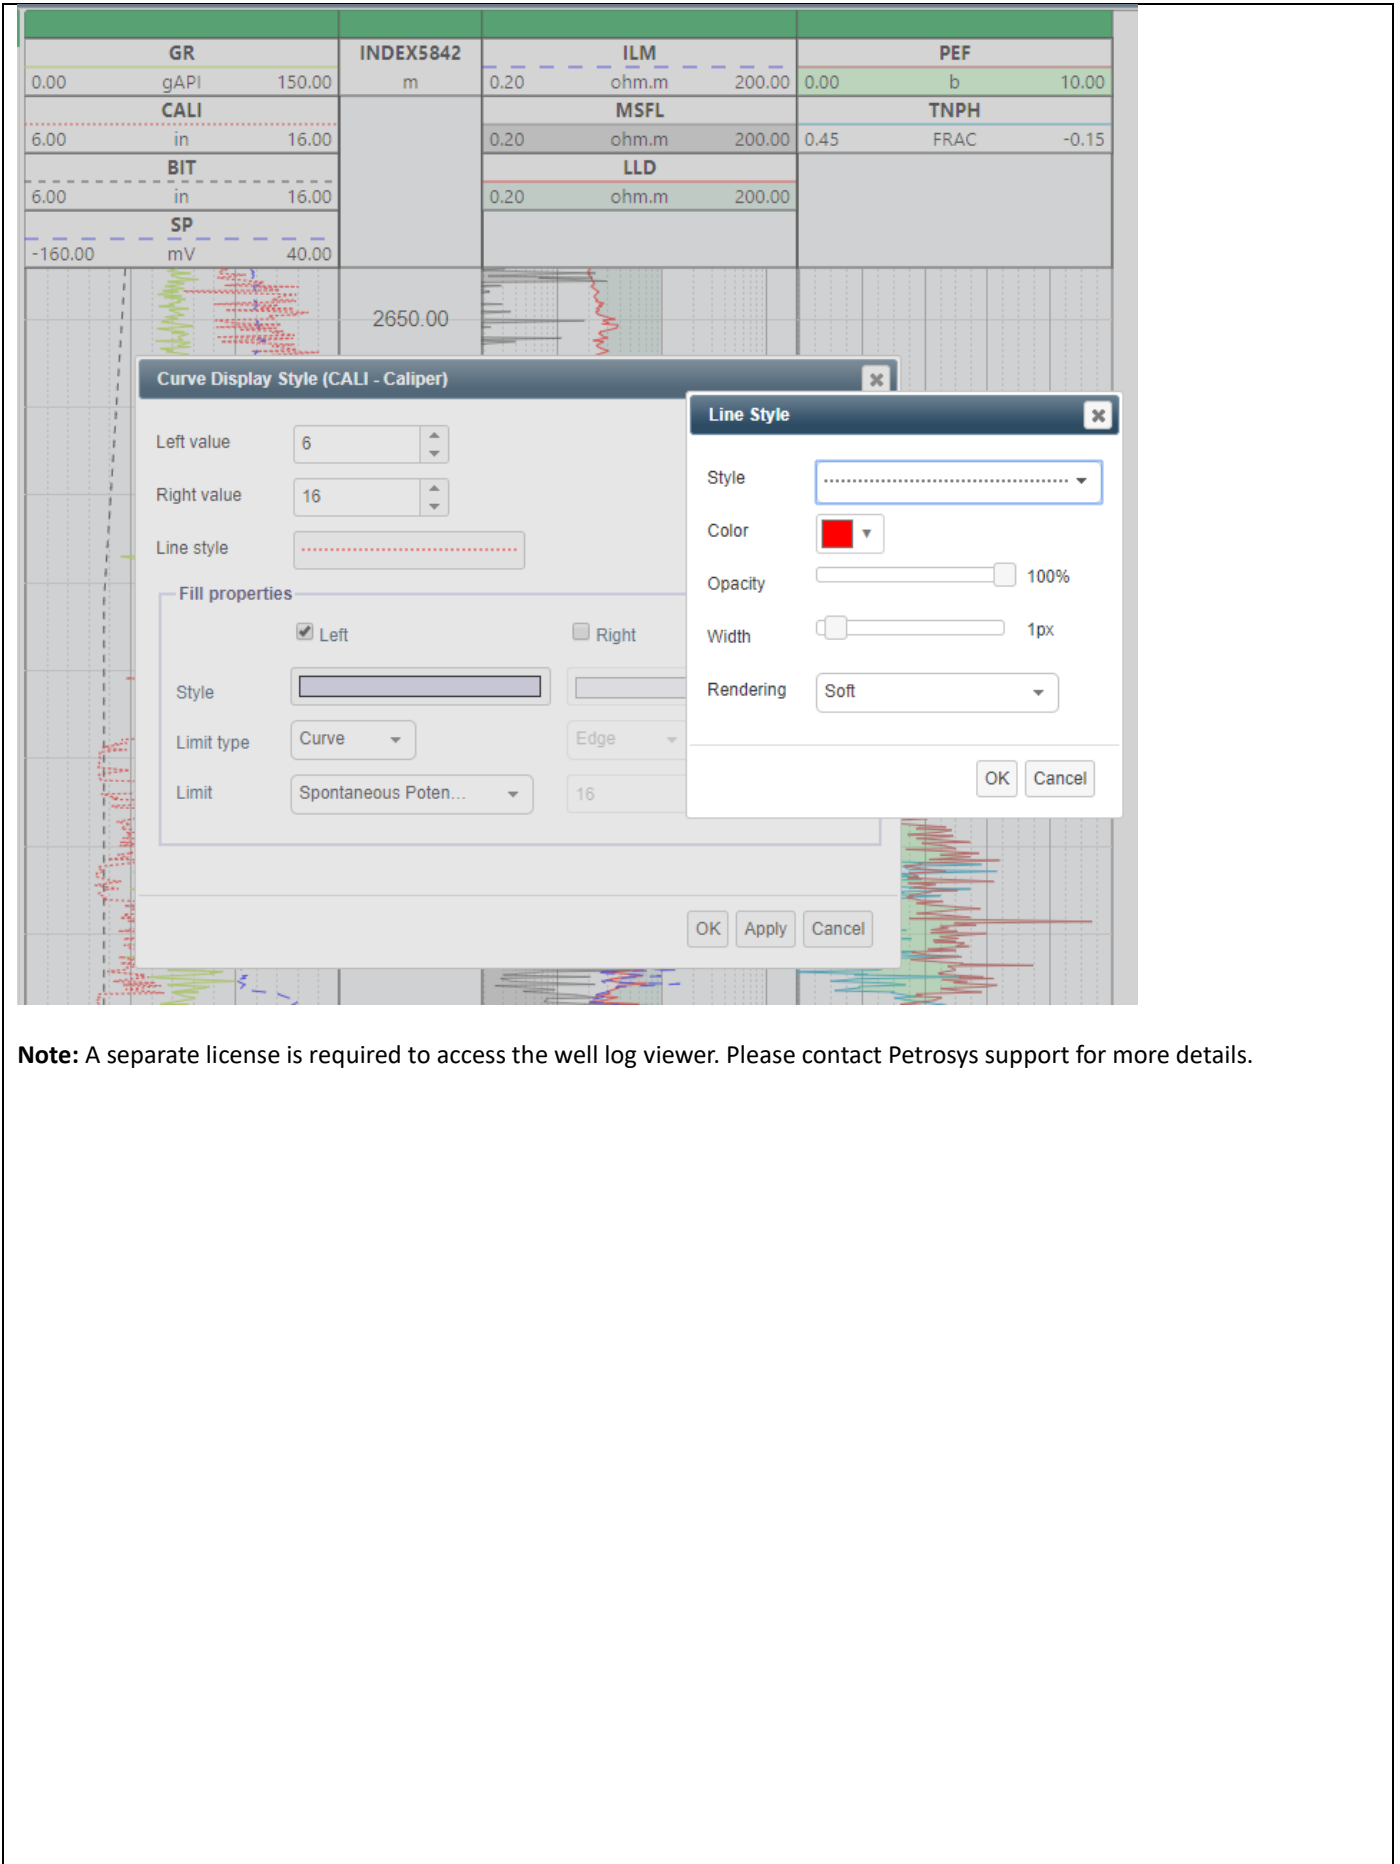 GR INDEX5842 ILM PEF
0.00 gAPI 150.00 m 0.20 ohm.m 200.00 0.00 b 10.00
CALI MSFL TNPH
6.00 in 16.00 0.20 ohm.m 200.00 0.45 FRAC -0.15
BIT LLD
6.00 in 16.00 0.20 ohm.m 200.00
SP
-160.00 mV 40.00
2650.00
Curve Display Style (CALI - Caliper)
Left value 6
Right value 16
Line style
Fill properties
Left Right
Style
Limit type Curve Edge
Limit Spontaneous Poten... 16
OK Apply Cancel
Line Style
Style
Color
Opacity 100%
Width 1px
Rendering Soft
OK Cancel
Note: A separate license is required to access the well log viewer. Please contact Petrosys support for more details.